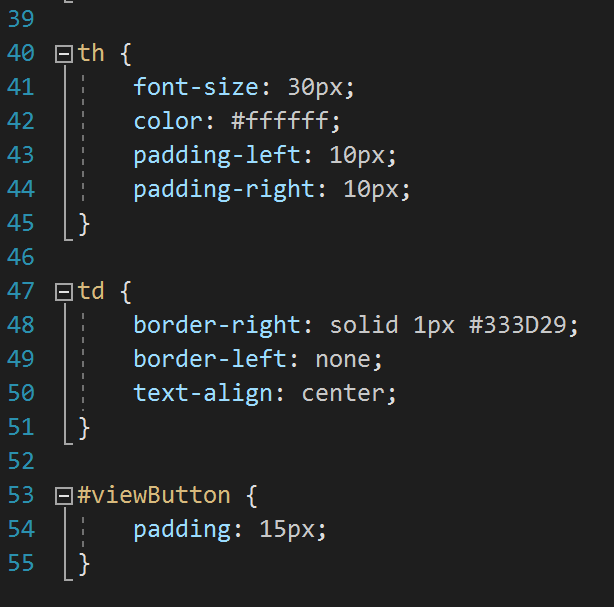 39
40 th {
41 font-size: 30px;
42 color: #ffffff;
43 padding-left: 10px;
44 padding-right: 10px;
45 }
46
47 td {
48 border-right: solid 1px #333D29;
49 border-left: none;
50 text-align: center;
51 }
52
53 #viewButton {
54 padding: 15px;
55 }